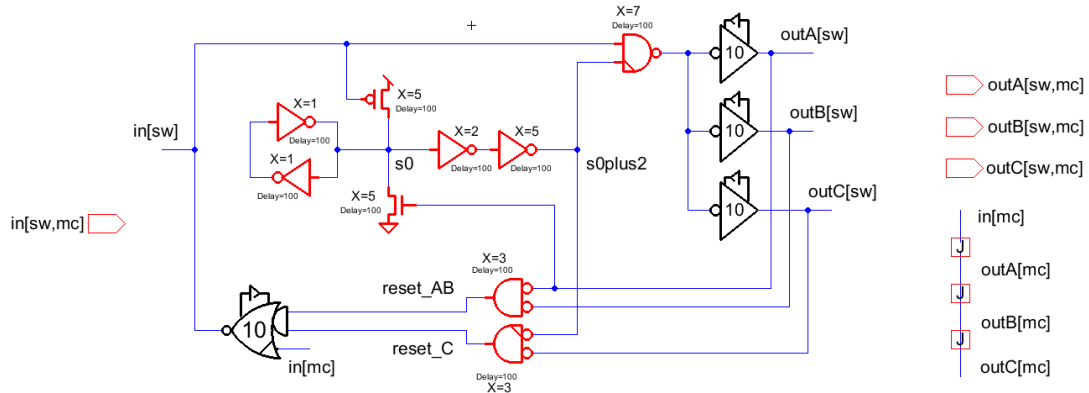 X=7
Delay=100
10
outA[sw]
X=5
Delay=100
outA[sw,mc]
X=1
Delay=100
in[sw]
10
outB[sw]
outB[sw,mc]
X=2
X=5
X=1
Delay=100
Delay=100
s0
s0plus2
outC[sw,mc]
Delay=100
X=5
Delay=100
10
outC[sw]
in[sw,mc]
in[mc]
J
X=3
Delay=100
outA[mc]
reset_AB
J
outB[mc]
10
reset_C
J
in[mc]
outC[mc]
Delay=100
X=3